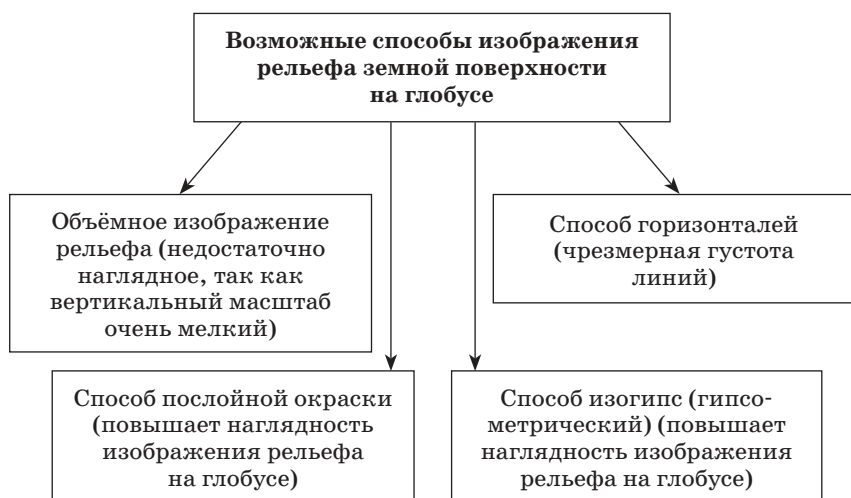 Возможные способы изображения
рельефа земной поверхности
на глобусе
Объёмное изображение
рельефа (недостаточно
наглядное, так как
вертикальный масштаб
очень мелкий)
Способ горизонталей
(чрезмерная густота
линий)
Способ послойной окраски
(повышает наглядность
изображения рельефа
на глобусе)
Способ изогипс (гипсо-
метрический) (повышает
наглядность изображения
рельефа на глобусе)